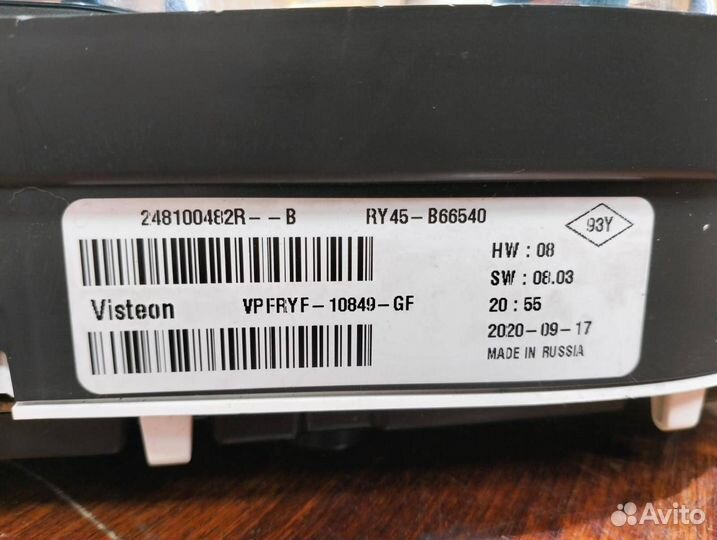 248100482R--B RY45-B66540
93Y
HW : 08
SW : 08.03
Visteon VPFRYF-10849-GF
20 : 55
2020-09-17
MADE IN RUSSIA
Avito